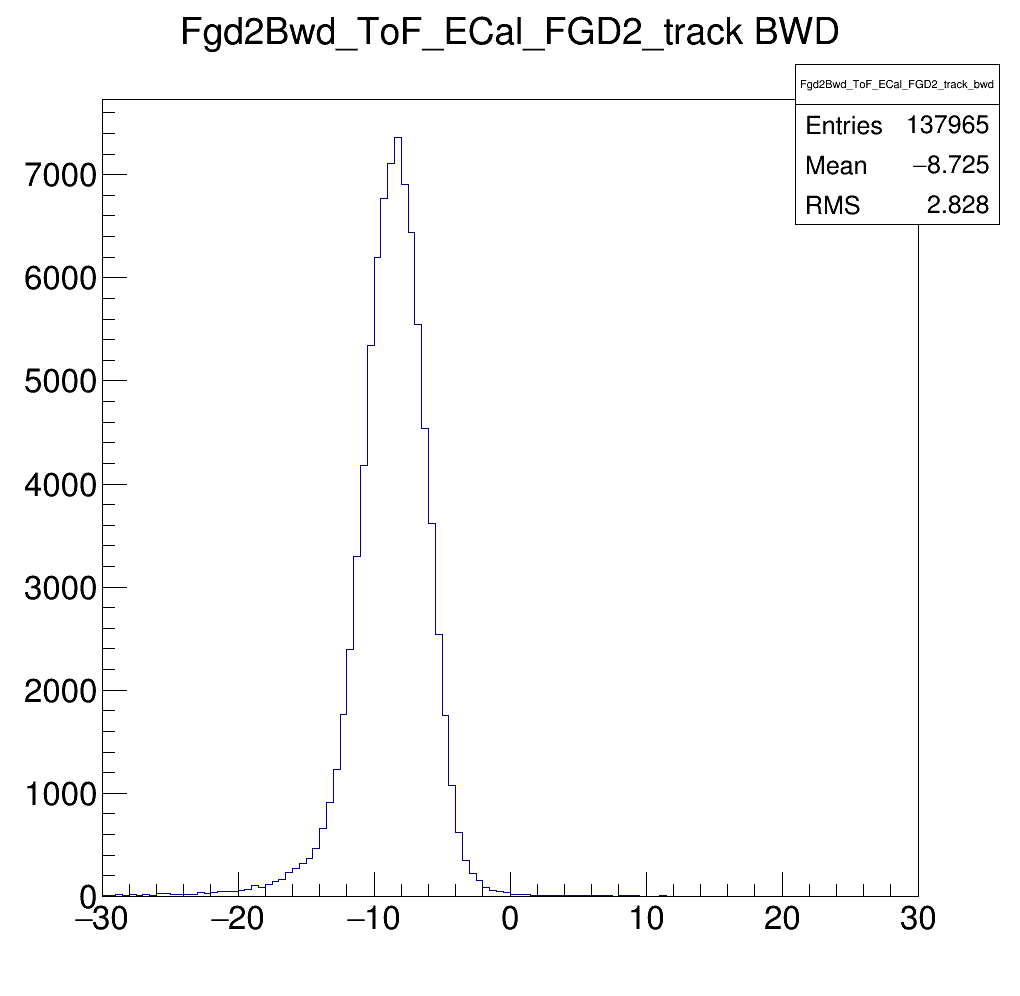 Fgd2Bwd_ToF_ECal_FGD2_track BWD
Fgd2Bwd_ToF_ECal_FGD2_track_bwd
Entries 137965
Mean −8.725
RMS 2.828
7000
6000
5000
4000
3000
2000
1000
0
−30 −20 −10 0 10 20 30